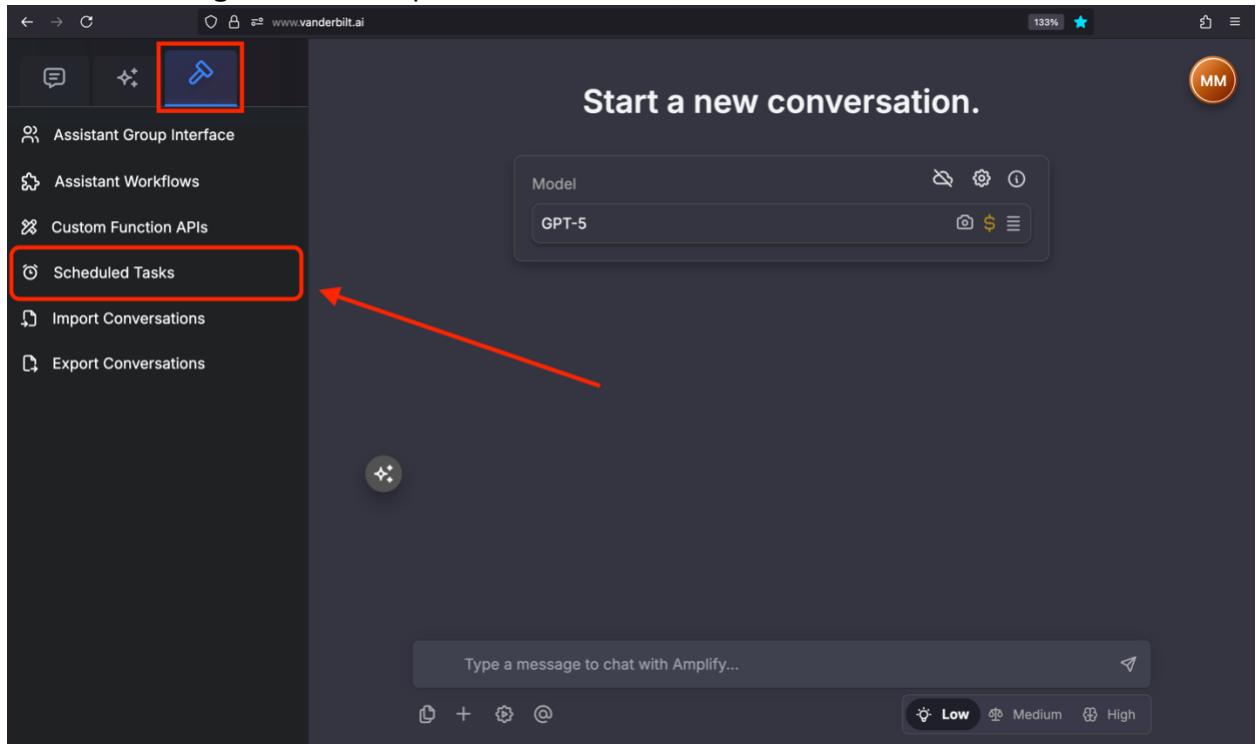 www.vanderbilt.ai
133%
MM
Start a new conversation.
Assistant Group Interface
Assistant Workflows
Custom Function APIs
Scheduled Tasks
Import Conversations
Export Conversations
Model
GPT-5
$
Type a message to chat with Amplify...
Low Medium High